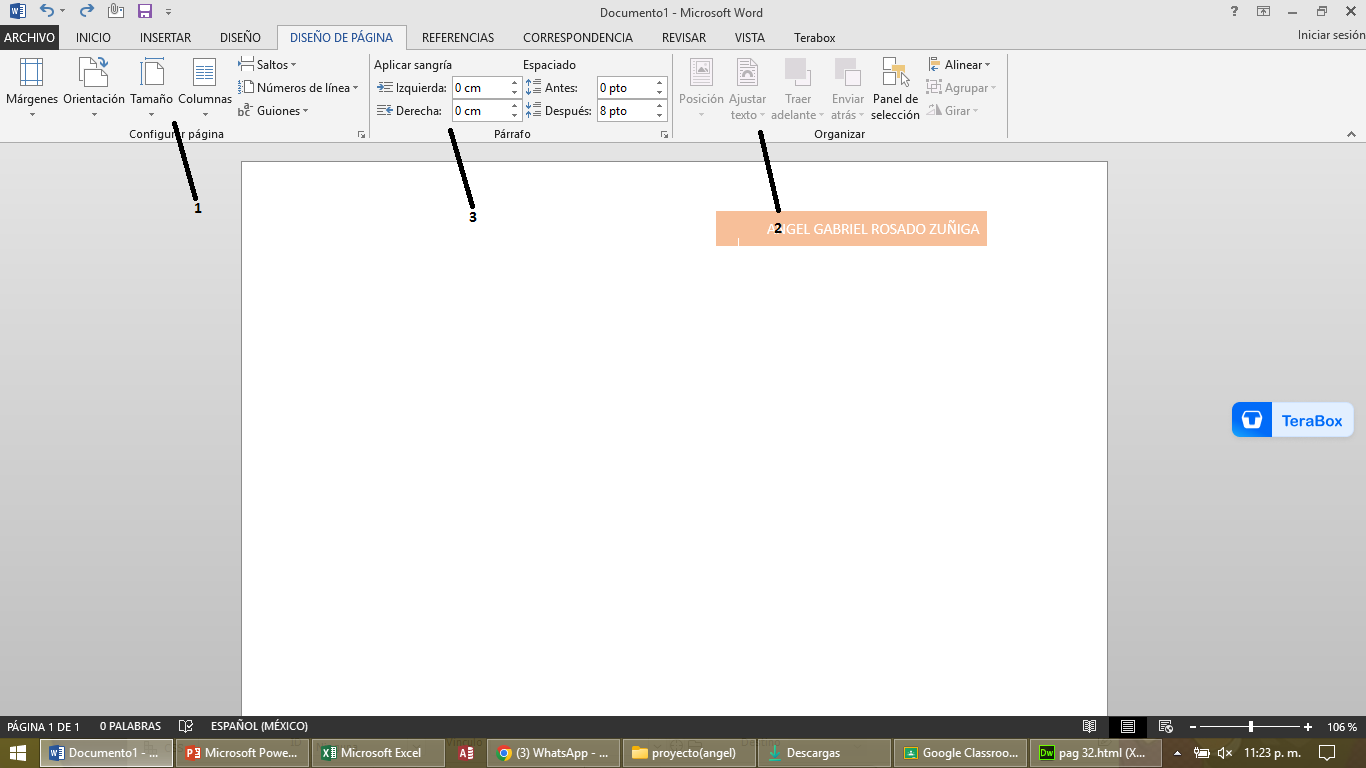 Documento1 - Microsoft Word
ARCHIVO INICIO INSERTAR DISEÑO DISEÑO DE PÁGINA REFERENCIAS CORRESPONDENCIA REVISAR VISTA Terabox Iniciar sesión
Márgenes Orientación Tamaño Columnas
Saltos
Números de línea
Guiones
Configurar página
Aplicar sangría Espaciado
Izquierda: 0 cm Antes: 0 pto
Derecha: 0 cm Después: 8 pto
Párrafo
Posición Ajustar texto Traer adelante Enviar atrás Panel de selección
Alinear
Agrupar
Girar
Organizar
1
3
2
ANGEL GABRIEL ROSADO ZUÑIGA
TeraBox
PÁGINA 1 DE 1 0 PALABRAS ESPAÑOL (MÉXICO) 106 %
Documento1 - ... Microsoft Powe... Microsoft Excel (3) WhatsApp - ... proyecto(angel) Descargas Google Classroo... pag 32.html (X... 11:23 p. m.